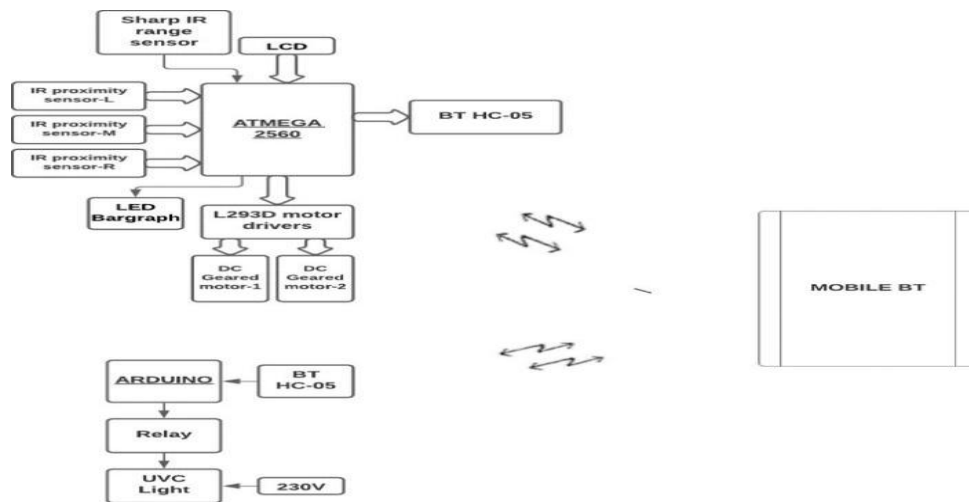 Sharp IR
range
sensor
LCD
IR proximity
sensor-L
IR proximity
sensor-M
IR proximity
sensor-R
ATMEGA
2560
BT HC-05
LED
Bargraph
L293D motor
drivers
DC
Geared
motor-1
DC
Geared
motor-2
MOBILE BT
ARDUINO
BT
HC-05
Relay
UVC
Light
230V